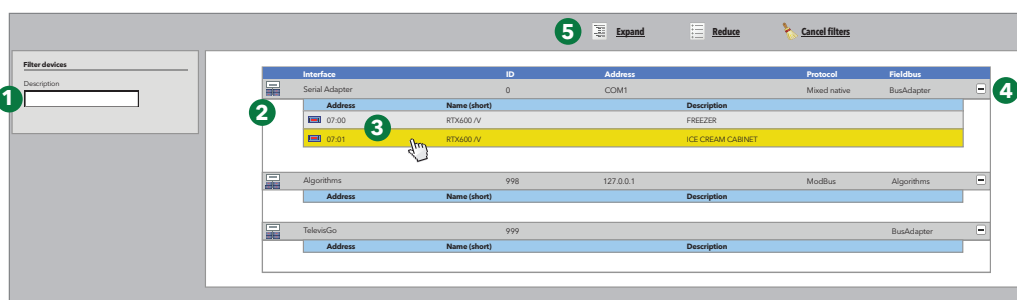 5 Expand Reduce Cancel filters
Filter devices
Description
1
Interface ID Address Protocol Fieldbus
Serial Adapter 0 COM1 Mixed native BusAdapter 4
2 Address Name (short) Description
07:00 3 RTX600 /V FREEZER
07:01 RTX600 /V ICE CREAM CABINET
Algorithms 998 127.0.0.1 ModBus Algorithms
Address Name (short) Description
TelevisGo 999 BusAdapter
Address Name (short) Description